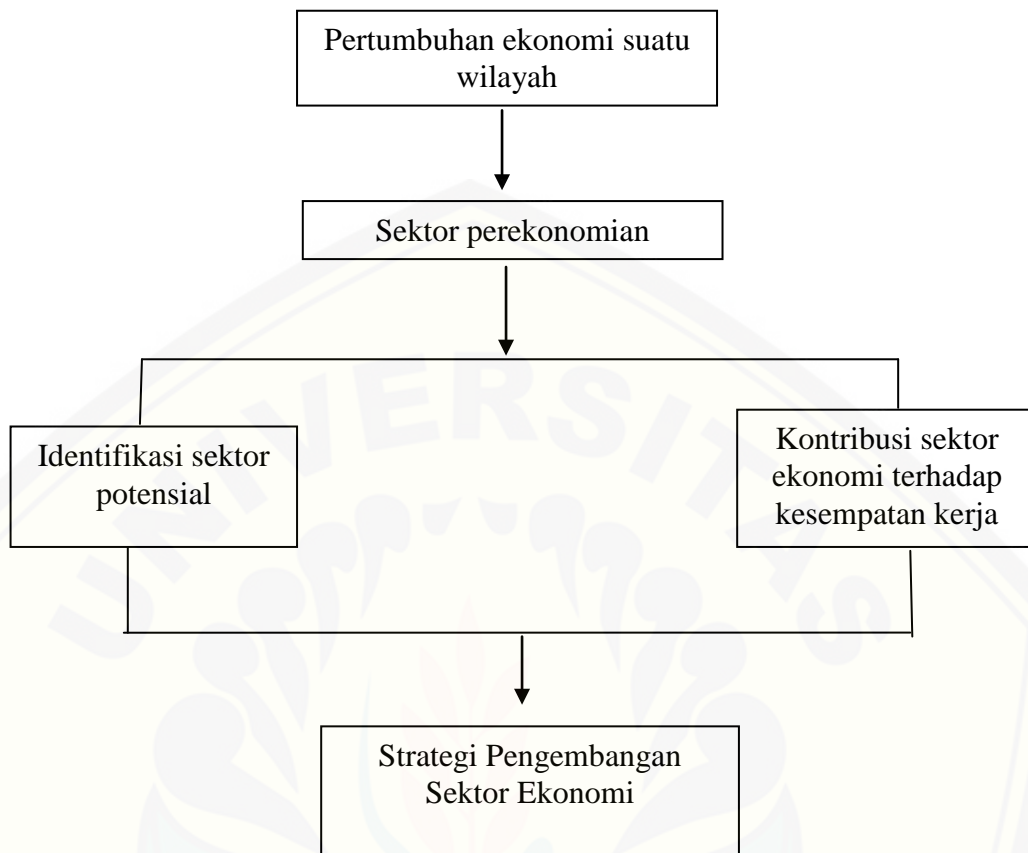 Pertumbuhan ekonomi suatu
wilayah
Sektor perekonomian
Identifikasi sektor
potensial
Kontribusi sektor
ekonomi terhadap
kesempatan kerja
Strategi Pengembangan
Sektor Ekonomi
UNIVERSITAS